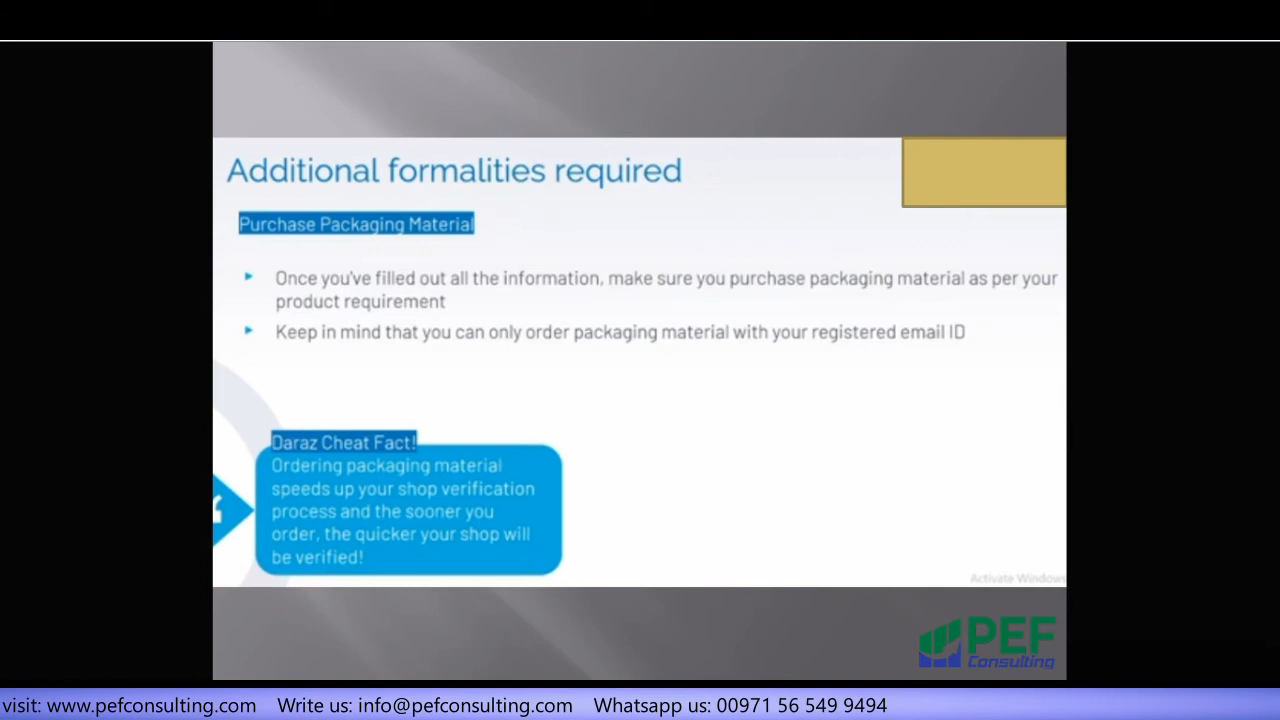 Additional formalities required
Purchase Packaging Material
Once you've filled out all the information, make sure you purchase packaging material as per your
product requirement
Keep in mind that you can only order packaging material with your registered email ID
Daraz Cheat Fact!
Ordering packaging material
speeds up your shop verification
process and the sooner you
order, the quicker your shop will
be verified!
Activate Windows
PEF
Consulting
visit: www.pefconsulting.com Write us: info@pefconsulting.com Whatsapp us: 00971 56 549 9494